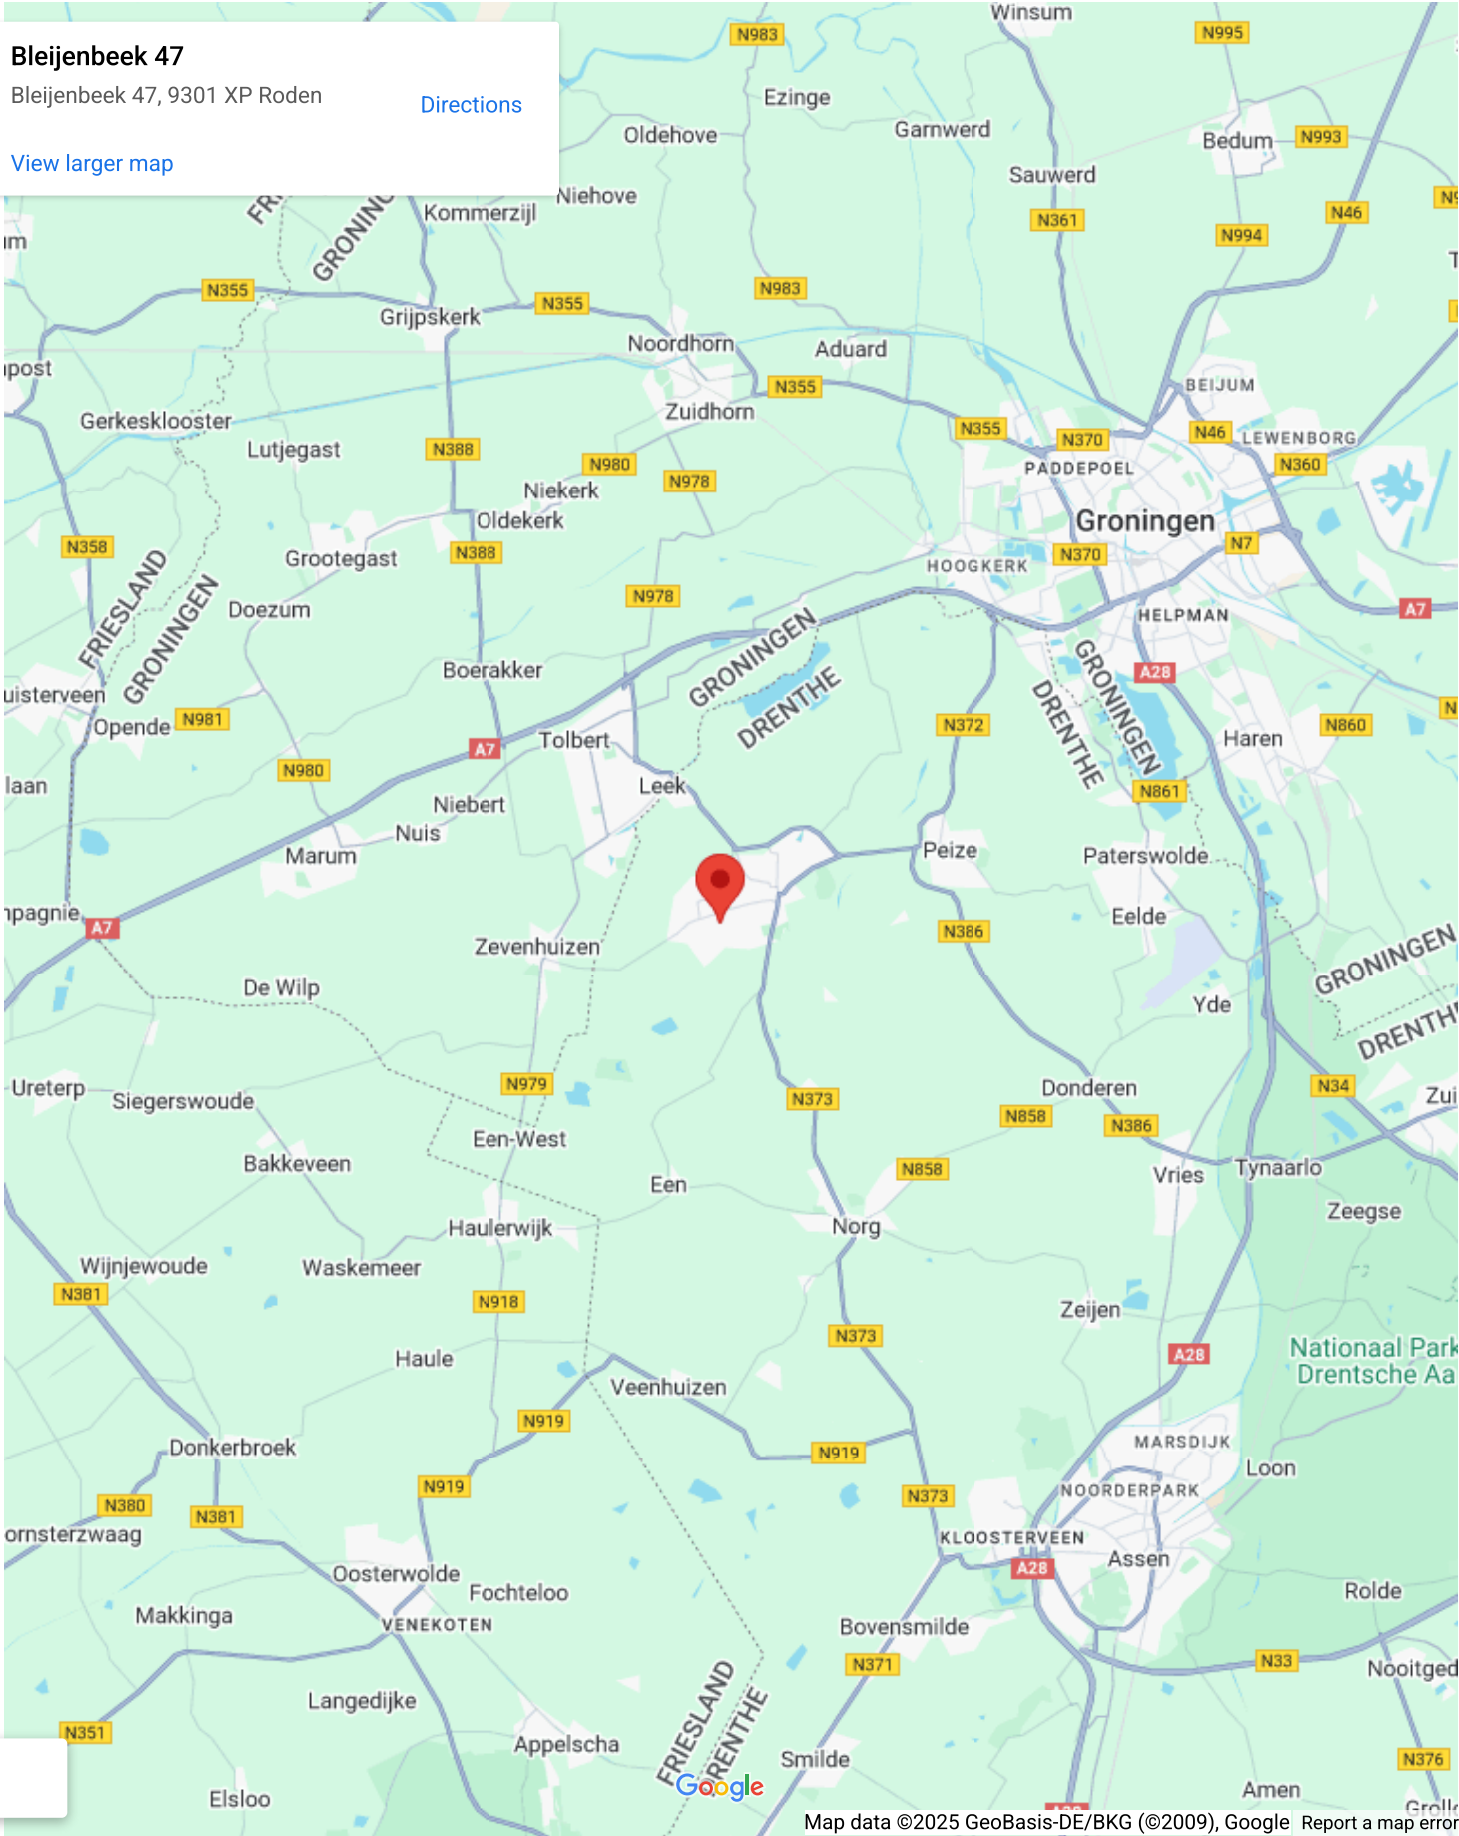 Bleijenbeek 47
Bleijenbeek 47, 9301 XP Roden
Directions
View larger map
Winsum
N983
N995
Ezinge
Oldehove
Garnwerd
Bedum
N993
Sauwerd
Niehove
Kommerzijl
N361
N46
N994
GRONING
N355
N355
N983
Grijpskerk
Noordhorn
Aduard
N355
BEIJUM
Gerkesklooster
Zuidhorn
Lutjegast
N388
N355
N370
N46
LEWENBORG
N980
N360
PADDEPOEL
N978
Niekerk
Oldekerk
Groningen
N358
Grootegast
N388
N370
N7
HOOGKERK
N978
Doezum
A7
HELPMAN
FRIESLAND
GRONINGEN
GRONINGEN
DRENTHE
GRONINGEN
DRENTHE
Boerakker
A28
uisterveen
Opende
N981
N372
N860
Tolbert
A7
Haren
N980
Leek
laan
N861
Niebert
Nuis
Marum
Peize
Paterswolde
npagnie
A7
Eelde
N386
Zevenhuizen
GRONINGEN
De Wilp
Yde
Ureterp
Siegerswoude
N979
N373
Donderen
N34
N858
N386
Een-West
Bakkeveen
N858
Een
Vries
Tynaarlo
Haulerwijk
Norg
Zeegse
Wijnjewoude
Waskemeer
N381
N918
Zeijen
N373
A28
Nationaal Park
Drentsche Aa
Haule
Veenhuizen
N919
Donkerbroek
N919
MARSDIJK
Loon
N919
N373
NOORDERPARK
N380
N381
ornsterzwaag
KLOOSTERVEEN
Assen
A28
Oosterwolde
Fochteloo
Rolde
Makkinga
VENEKOTEN
Bovensmilde
N371
N33
Nooitged
FRIESLAND
DRENTHE
Langedijke
N351
Appelscha
Smilde
N376
Elsloo
Amen
Google
Map data ©2025 GeoBasis-DE/BKG (©2009), Google
Report a map error